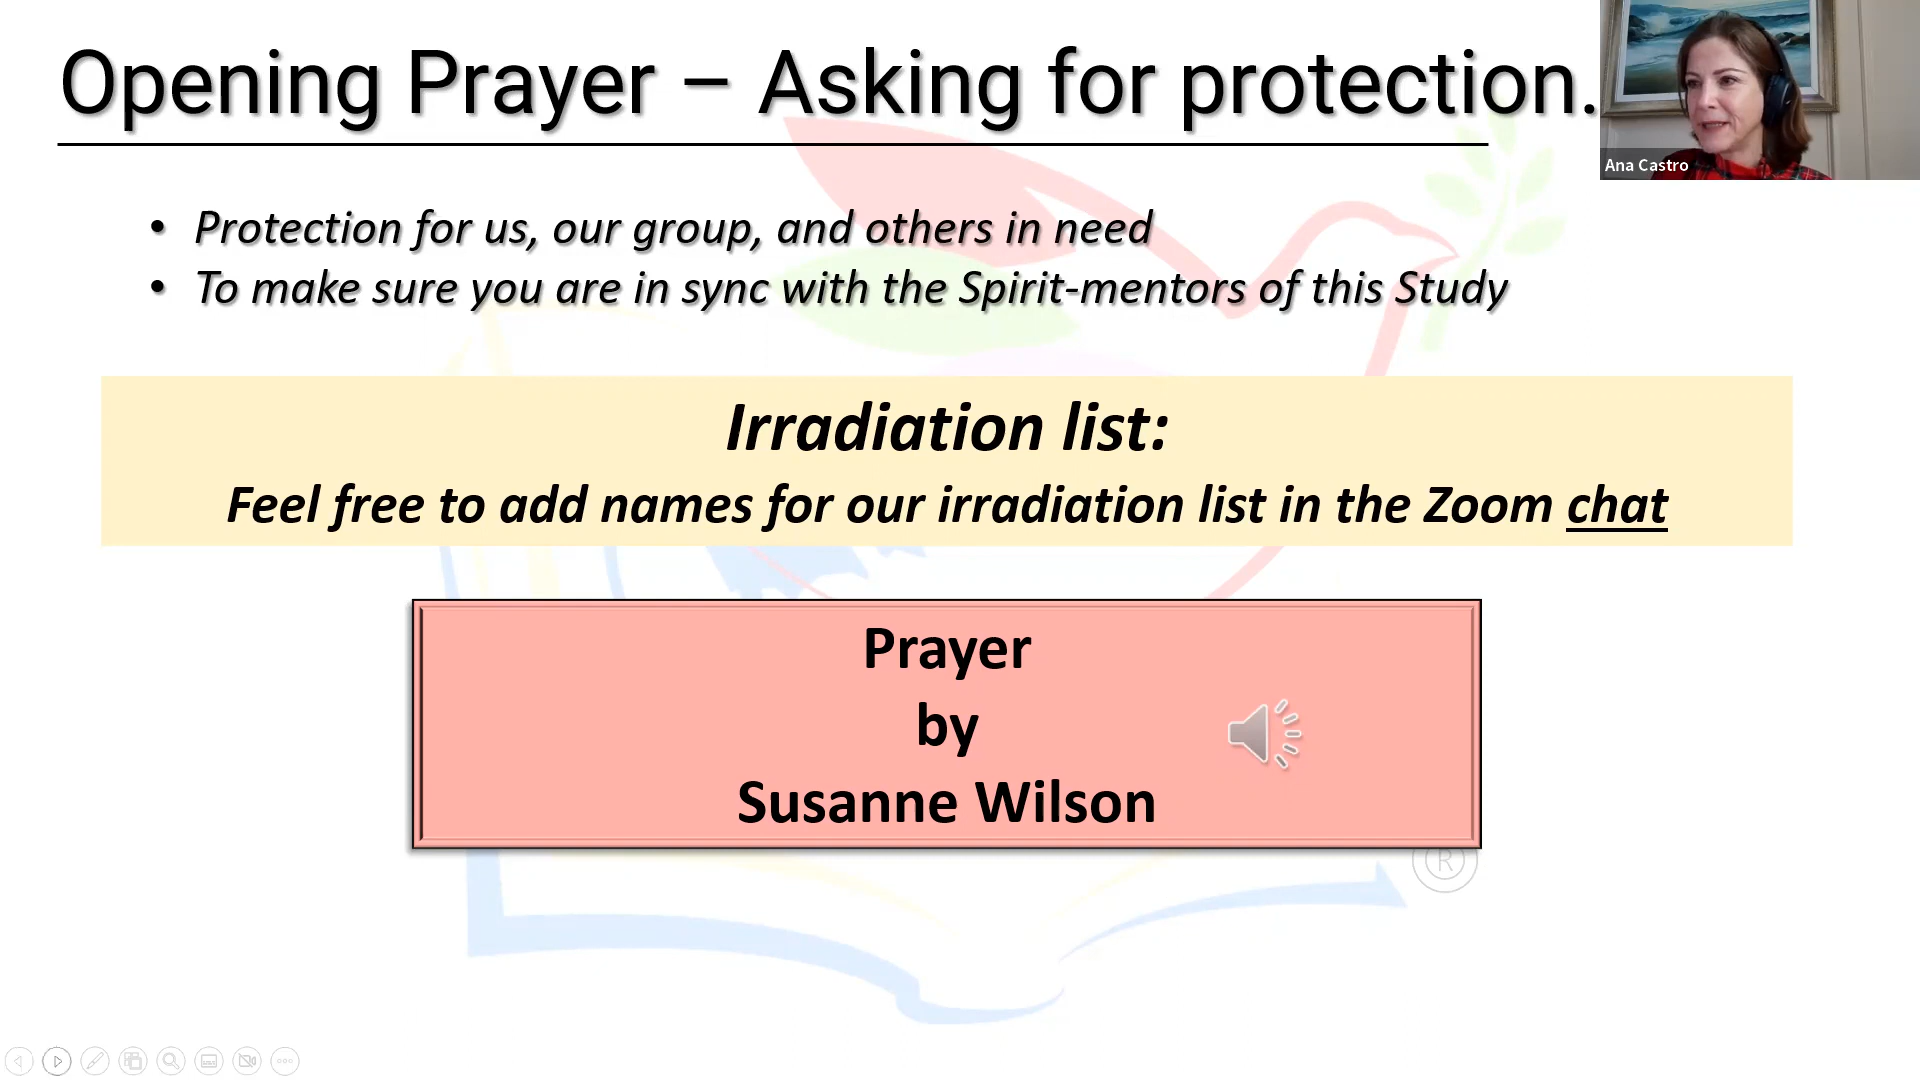 Opening Prayer – Asking for protection.
Ana Castro
• Protection for us, our group, and others in need
• To make sure you are in sync with the Spirit-mentors of this Study
Irradiation list:
Feel free to add names for our irradiation list in the Zoom chat
Prayer
by
Susanne Wilson
®